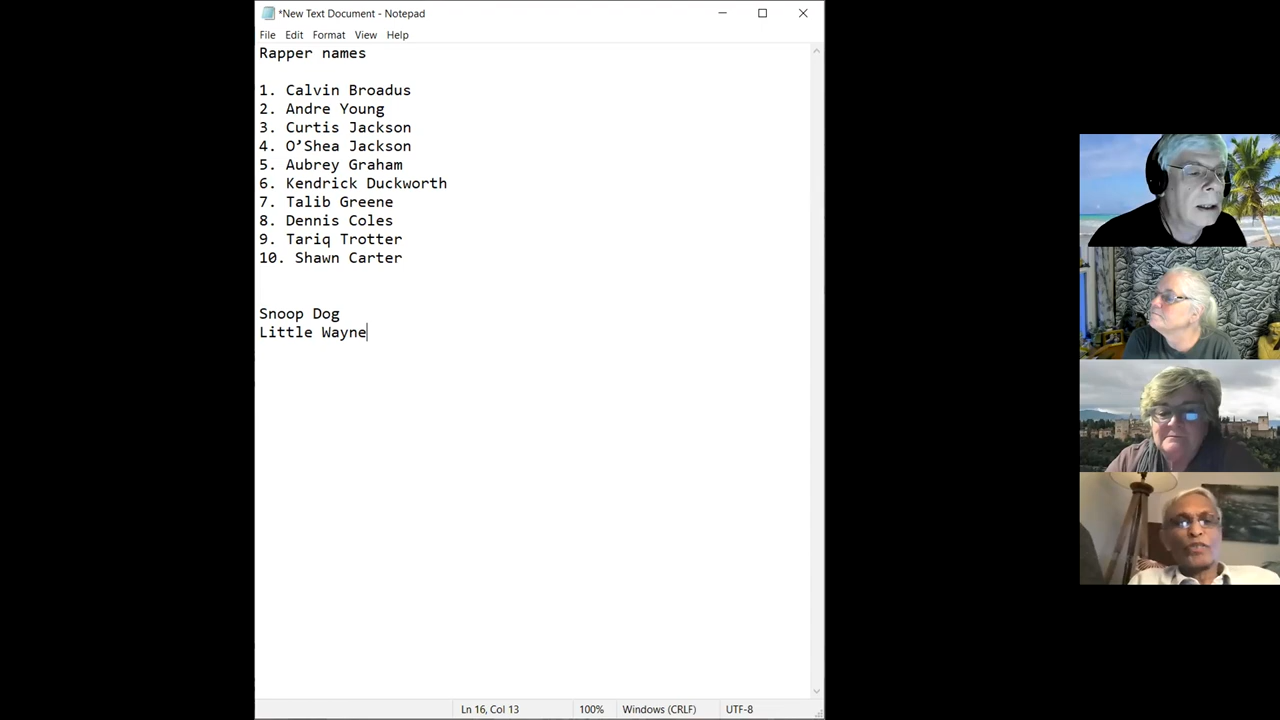 *New Text Document - Notepad
File Edit Format View Help
Rapper names
1. Calvin Broadus
2. Andre Young
3. Curtis Jackson
4. O’Shea Jackson
5. Aubrey Graham
6. Kendrick Duckworth
7. Talib Greene
8. Dennis Coles
9. Tariq Trotter
10. Shawn Carter
Snoop Dog
Little Wayne
Ln 16, Col 13 100% Windows (CRLF) UTF-8